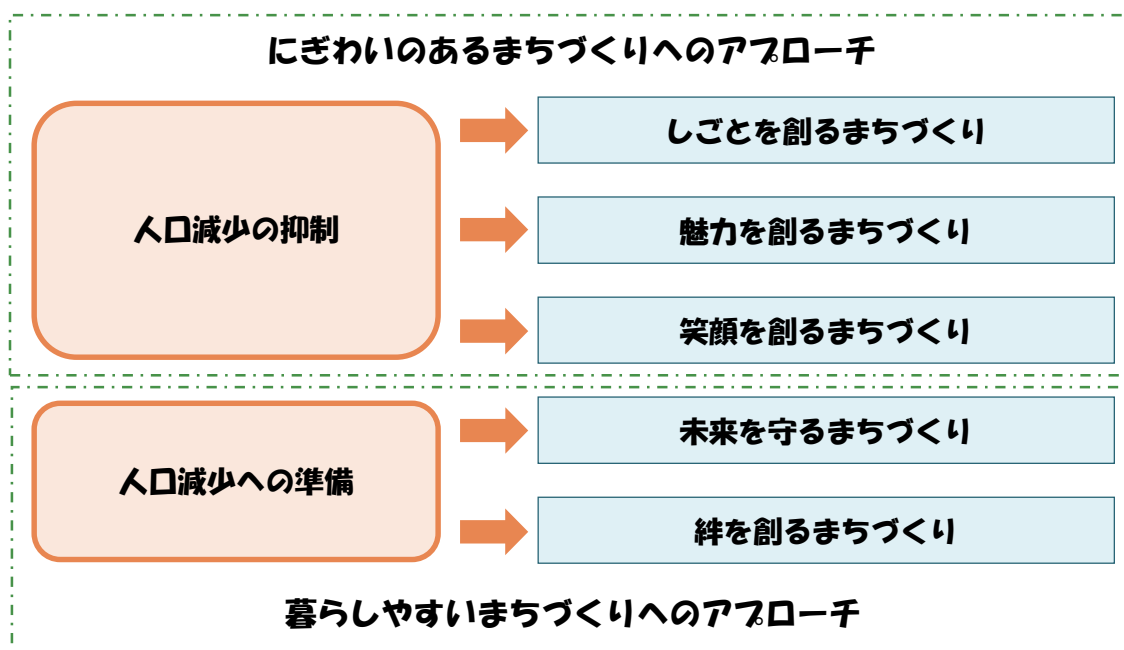 にぎわいのあるまちづくりへのアプローチ
人口減少の抑制
しごとを創るまちづくり
魅力を創るまちづくり
笑顔を創るまちづくり
人口減少への準備
未来を守るまちづくり
絆を創るまちづくり
暮らしやすいまちづくりへのアプローチ